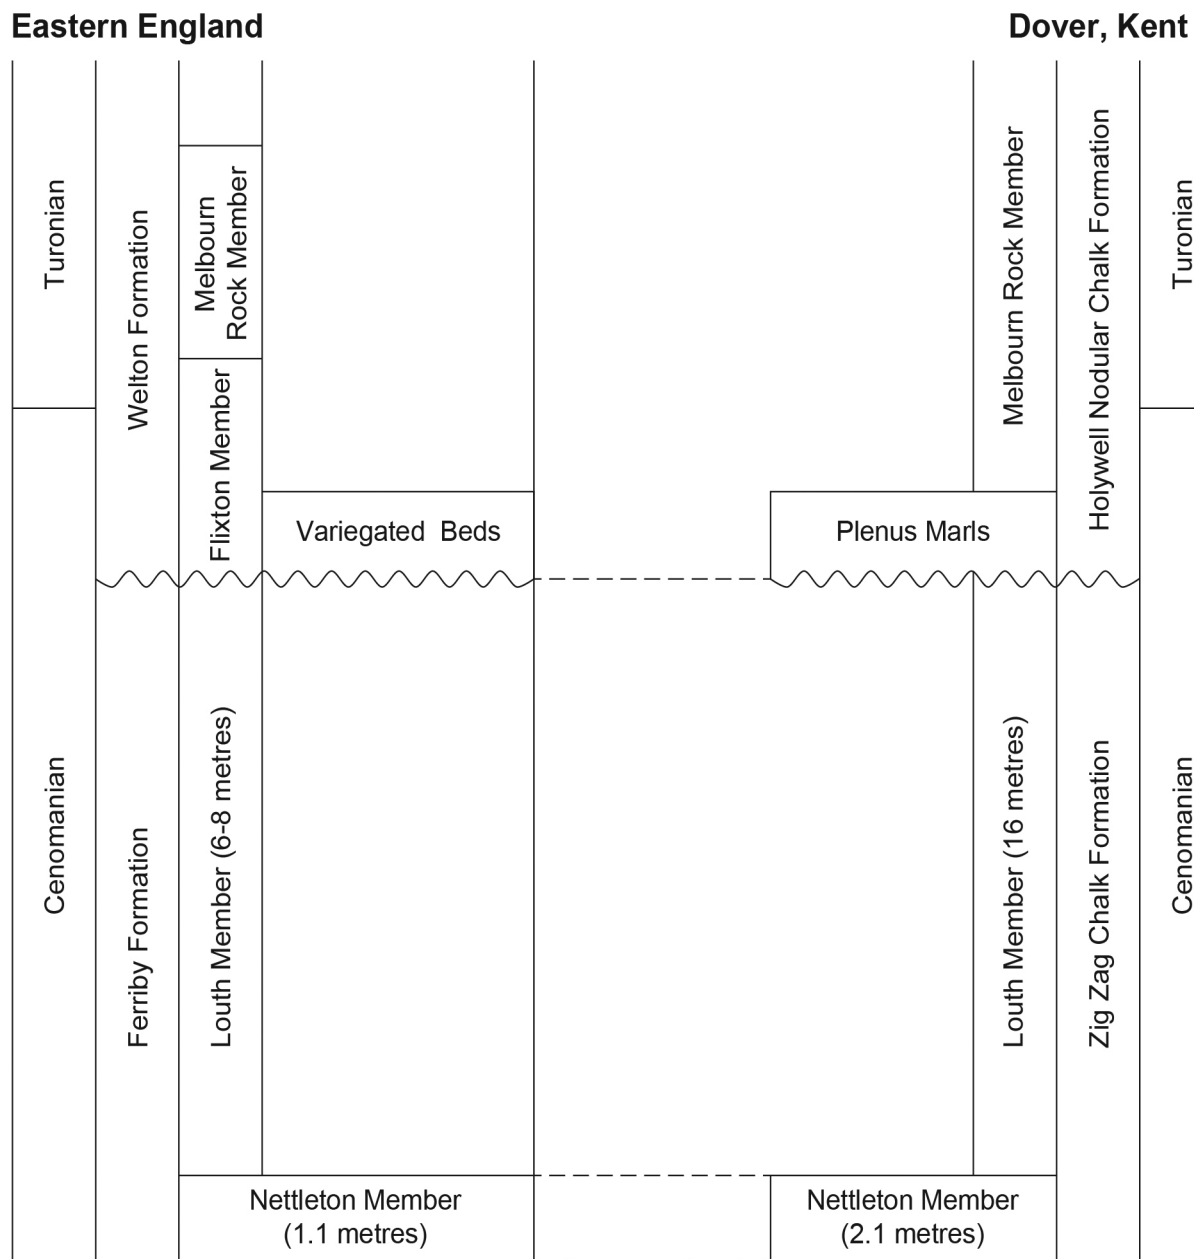 Eastern England
Dover, Kent
Turonian
Welton Formation
Melbourn
Rock Member
Melbourn Rock Member
Holywell Nodular Chalk Formation
Turonian
Flixton Member
Variegated Beds
Plenus Marls
Cenomanian
Ferriby Formation
Louth Member (6-8 metres)
Louth Member (16 metres)
Zig Zag Chalk Formation
Cenomanian
Nettleton Member
(1.1 metres)
Nettleton Member
(2.1 metres)